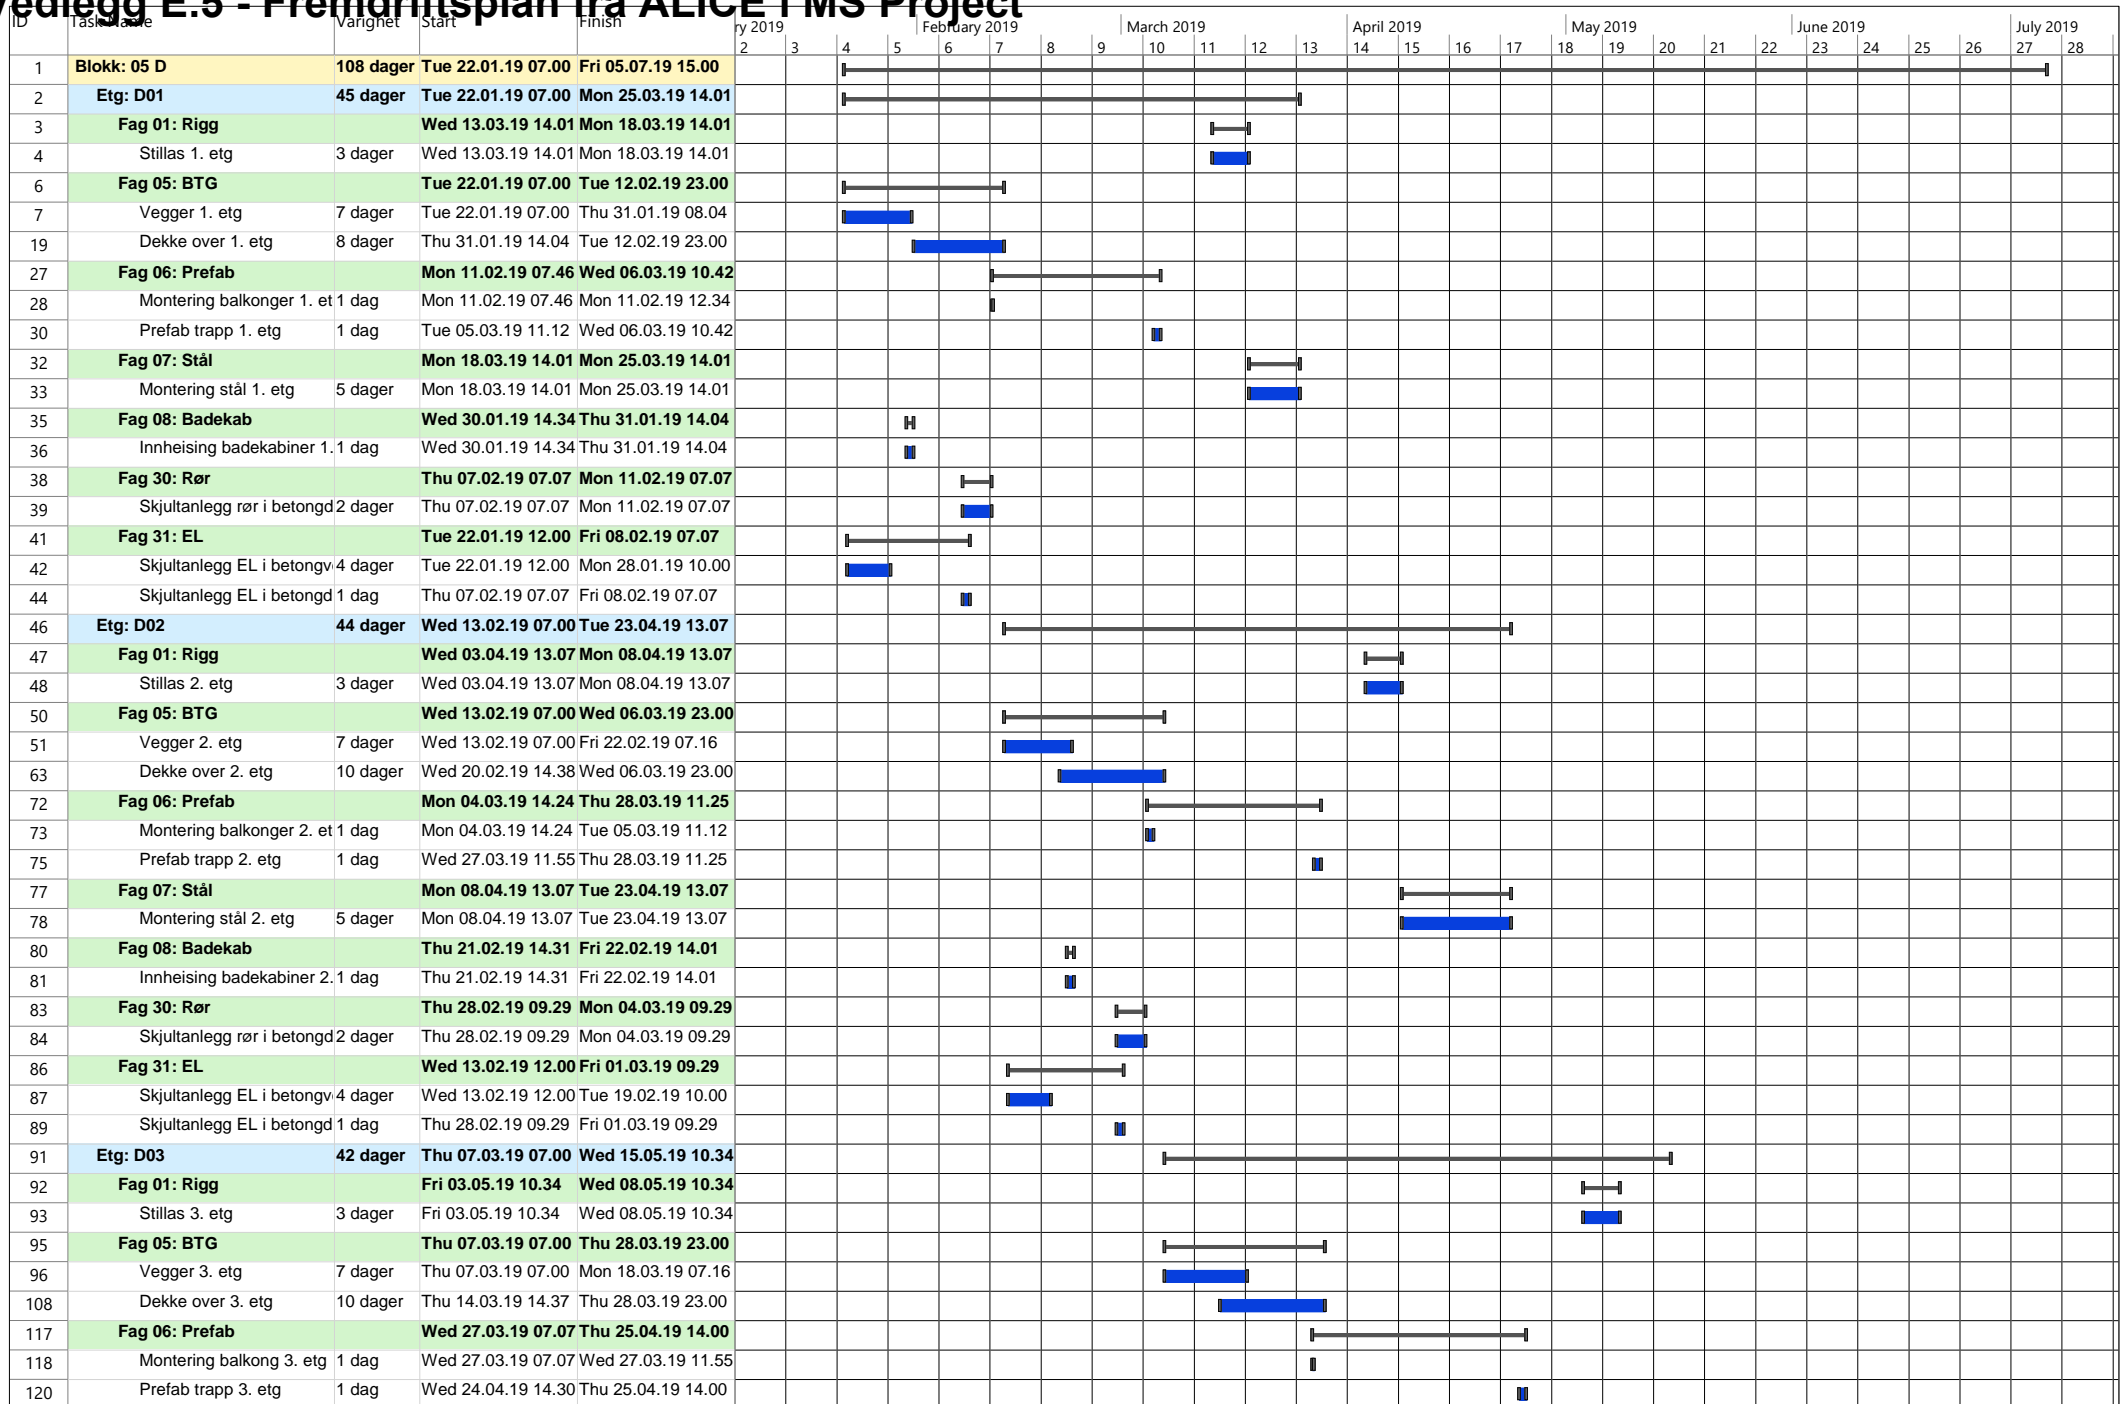 Vedlegg E.5 - Fremdriftsplan fra ALICE i MS Project
ID Task Name Varighet Start Finish
ry 2019 February 2019 March 2019 April 2019 May 2019 June 2019 July 2019
2 3 4 5 6 7 8 9 10 11 12 13 14 15 16 17 18 19 20 21 22 23 24 25 26 27 28
1 Blokk: 05 D 108 dager Tue 22.01.19 07.00 Fri 05.07.19 15.00
2 Etg: D01 45 dager Tue 22.01.19 07.00 Mon 25.03.19 14.01
3 Fag 01: Rigg Wed 13.03.19 14.01 Mon 18.03.19 14.01
4 Stillas 1. etg 3 dager Wed 13.03.19 14.01 Mon 18.03.19 14.01
6 Fag 05: BTG Tue 22.01.19 07.00 Tue 12.02.19 23.00
7 Vegger 1. etg 7 dager Tue 22.01.19 07.00 Thu 31.01.19 08.04
19 Dekke over 1. etg 8 dager Thu 31.01.19 14.04 Tue 12.02.19 23.00
27 Fag 06: Prefab Mon 11.02.19 07.46 Wed 06.03.19 10.42
28 Montering balkonger 1. et 1 dag Mon 11.02.19 07.46 Mon 11.02.19 12.34
30 Prefab trapp 1. etg 1 dag Tue 05.03.19 11.12 Wed 06.03.19 10.42
32 Fag 07: Stål Mon 18.03.19 14.01 Mon 25.03.19 14.01
33 Montering stål 1. etg 5 dager Mon 18.03.19 14.01 Mon 25.03.19 14.01
35 Fag 08: Badekab Wed 30.01.19 14.34 Thu 31.01.19 14.04
36 Innheising badekabiner 1. 1 dag Wed 30.01.19 14.34 Thu 31.01.19 14.04
38 Fag 30: Rør Thu 07.02.19 07.07 Mon 11.02.19 07.07
39 Skjultanlegg rør i betongd 2 dager Thu 07.02.19 07.07 Mon 11.02.19 07.07
41 Fag 31: EL Tue 22.01.19 12.00 Fri 08.02.19 07.07
42 Skjultanlegg EL i betongv 4 dager Tue 22.01.19 12.00 Mon 28.01.19 10.00
44 Skjultanlegg EL i betongd 1 dag Thu 07.02.19 07.07 Fri 08.02.19 07.07
46 Etg: D02 44 dager Wed 13.02.19 07.00 Tue 23.04.19 13.07
47 Fag 01: Rigg Wed 03.04.19 13.07 Mon 08.04.19 13.07
48 Stillas 2. etg 3 dager Wed 03.04.19 13.07 Mon 08.04.19 13.07
50 Fag 05: BTG Wed 13.02.19 07.00 Wed 06.03.19 23.00
51 Vegger 2. etg 7 dager Wed 13.02.19 07.00 Fri 22.02.19 07.16
63 Dekke over 2. etg 10 dager Wed 20.02.19 14.38 Wed 06.03.19 23.00
72 Fag 06: Prefab Mon 04.03.19 14.24 Thu 28.03.19 11.25
73 Montering balkonger 2. et 1 dag Mon 04.03.19 14.24 Tue 05.03.19 11.12
75 Prefab trapp 2. etg 1 dag Wed 27.03.19 11.55 Thu 28.03.19 11.25
77 Fag 07: Stål Mon 08.04.19 13.07 Tue 23.04.19 13.07
78 Montering stål 2. etg 5 dager Mon 08.04.19 13.07 Tue 23.04.19 13.07
80 Fag 08: Badekab Thu 21.02.19 14.31 Fri 22.02.19 14.01
81 Innheising badekabiner 2. 1 dag Thu 21.02.19 14.31 Fri 22.02.19 14.01
83 Fag 30: Rør Thu 28.02.19 09.29 Mon 04.03.19 09.29
84 Skjultanlegg rør i betongd 2 dager Thu 28.02.19 09.29 Mon 04.03.19 09.29
86 Fag 31: EL Wed 13.02.19 12.00 Fri 01.03.19 09.29
87 Skjultanlegg EL i betongv 4 dager Wed 13.02.19 12.00 Tue 19.02.19 10.00
89 Skjultanlegg EL i betongd 1 dag Thu 28.02.19 09.29 Fri 01.03.19 09.29
91 Etg: D03 42 dager Thu 07.03.19 07.00 Wed 15.05.19 10.34
92 Fag 01: Rigg Fri 03.05.19 10.34 Wed 08.05.19 10.34
93 Stillas 3. etg 3 dager Fri 03.05.19 10.34 Wed 08.05.19 10.34
95 Fag 05: BTG Thu 07.03.19 07.00 Thu 28.03.19 23.00
96 Vegger 3. etg 7 dager Thu 07.03.19 07.00 Mon 18.03.19 07.16
108 Dekke over 3. etg 10 dager Thu 14.03.19 14.37 Thu 28.03.19 23.00
117 Fag 06: Prefab Wed 27.03.19 07.07 Thu 25.04.19 14.00
118 Montering balkong 3. etg 1 dag Wed 27.03.19 07.07 Wed 27.03.19 11.55
120 Prefab trapp 3. etg 1 dag Wed 24.04.19 14.30 Thu 25.04.19 14.00